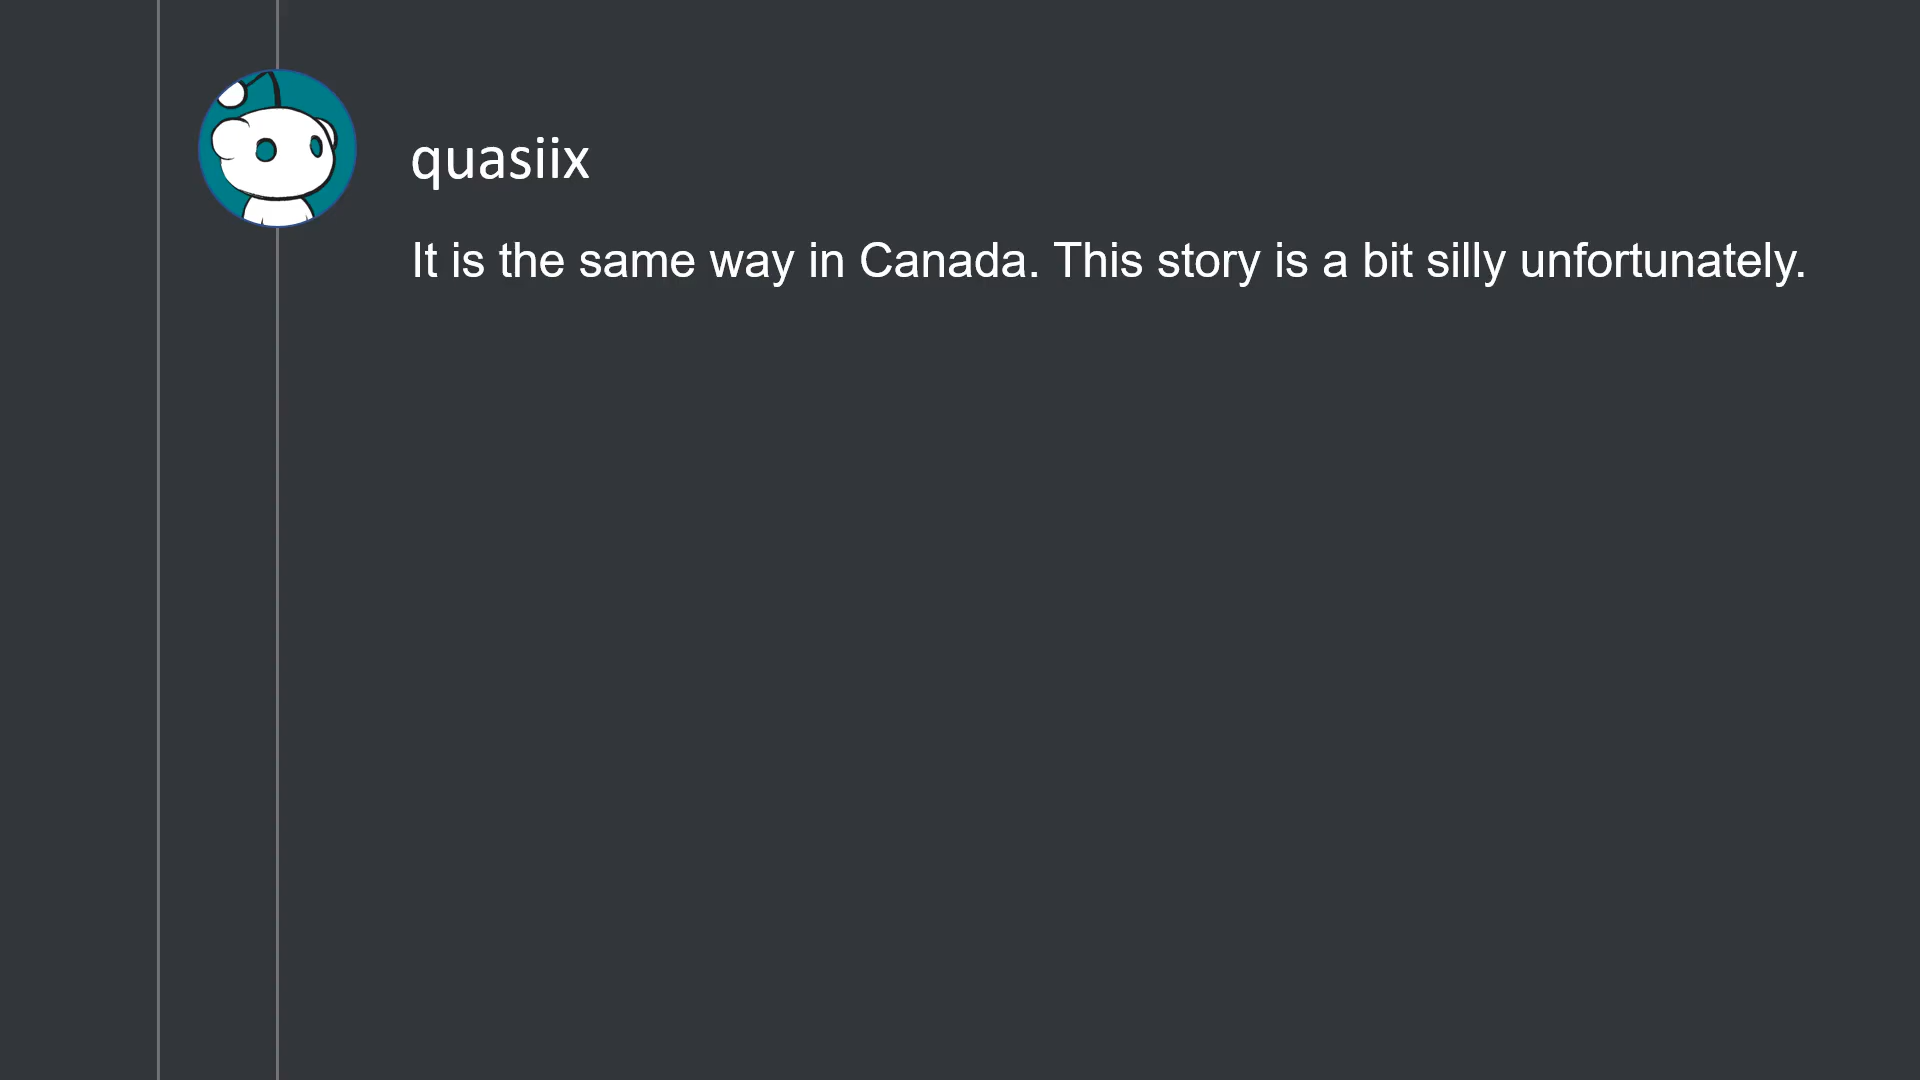 quasiix
It is the same way in Canada. This story is a bit silly unfortunately.